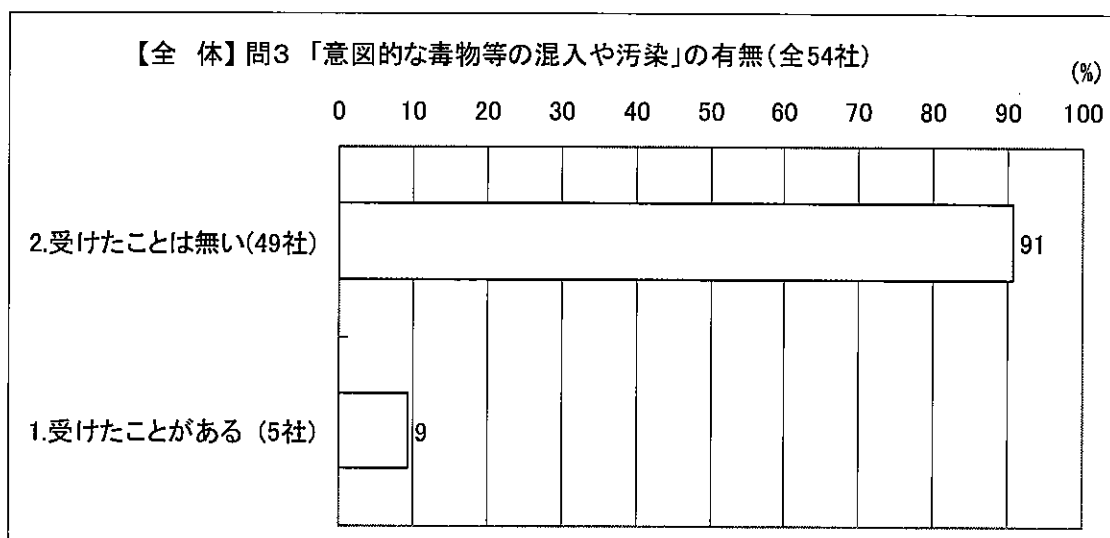 【全　体】 問3 「意図的な毒物等の混入や汚染」の有無(全54社)
(%)
0 10 20 30 40 50 60 70 80 90 100
2.受けたことは無い(49社) 91
1.受けたことがある (5社) 9